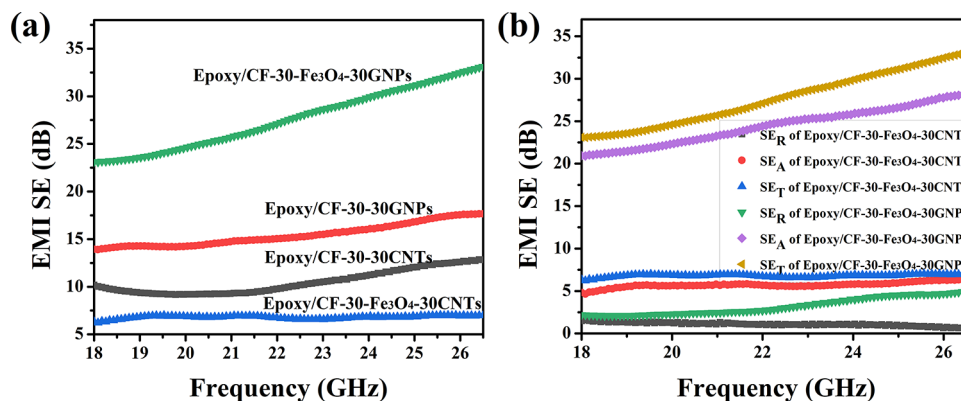 (a)
EMI SE (dB)
35
30
25
20
15
10
5
Epoxy/CF-30-Fe3O4-30GNPs
Epoxy/CF-30-30GNPs
Epoxy/CF-30-30CNTs
Epoxy/CF-30-Fe3O4-30CNTs
18 19 20 21 22 23 24 25 26
Frequency (GHz)
(b)
EMI SE (dB)
35
30
25
20
15
10
5
0
SER of Epoxy/CF-30-Fe3O4-30CNT
SEA of Epoxy/CF-30-Fe3O4-30CNT
SET of Epoxy/CF-30-Fe3O4-30CNT
SER of Epoxy/CF-30-Fe3O4-30GNP
SEA of Epoxy/CF-30-Fe3O4-30GNP
SET of Epoxy/CF-30-Fe3O4-30GNP
18 20 22 24 26
Frequency (GHz)